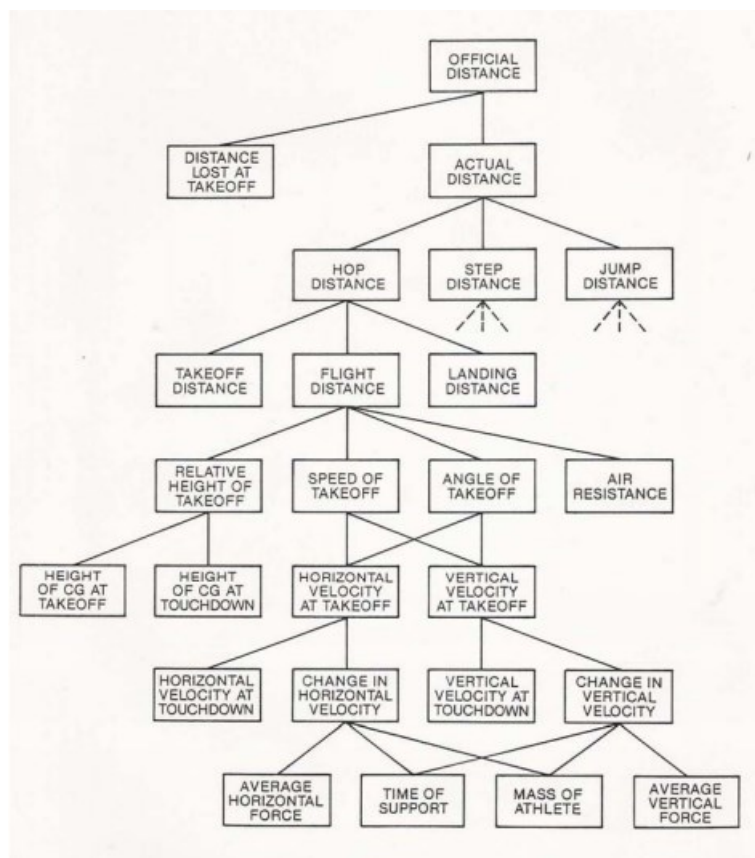 OFFICIAL
DISTANCE
DISTANCE
LOST AT
TAKEOFF
ACTUAL
DISTANCE
HOP
DISTANCE
STEP
DISTANCE
JUMP
DISTANCE
TAKEOFF
DISTANCE
FLIGHT
DISTANCE
LANDING
DISTANCE
RELATIVE
HEIGHT OF
TAKEOFF
SPEED OF
TAKEOFF
ANGLE OF
TAKEOFF
AIR
RESISTANCE
HEIGHT
OF CG AT
TAKEOFF
HEIGHT
OF CG AT
TOUCHDOWN
HORIZONTAL
VELOCITY
AT TAKEOFF
VERTICAL
VELOCITY
AT TAKEOFF
HORIZONTAL
VELOCITY AT
TOUCHDOWN
CHANGE IN
HORIZONTAL
VELOCITY
VERTICAL
VELOCITY AT
TOUCHDOWN
CHANGE IN
VERTICAL
VELOCITY
AVERAGE
HORIZONTAL
FORCE
TIME OF
SUPPORT
MASS OF
ATHLETE
AVERAGE
VERTICAL
FORCE